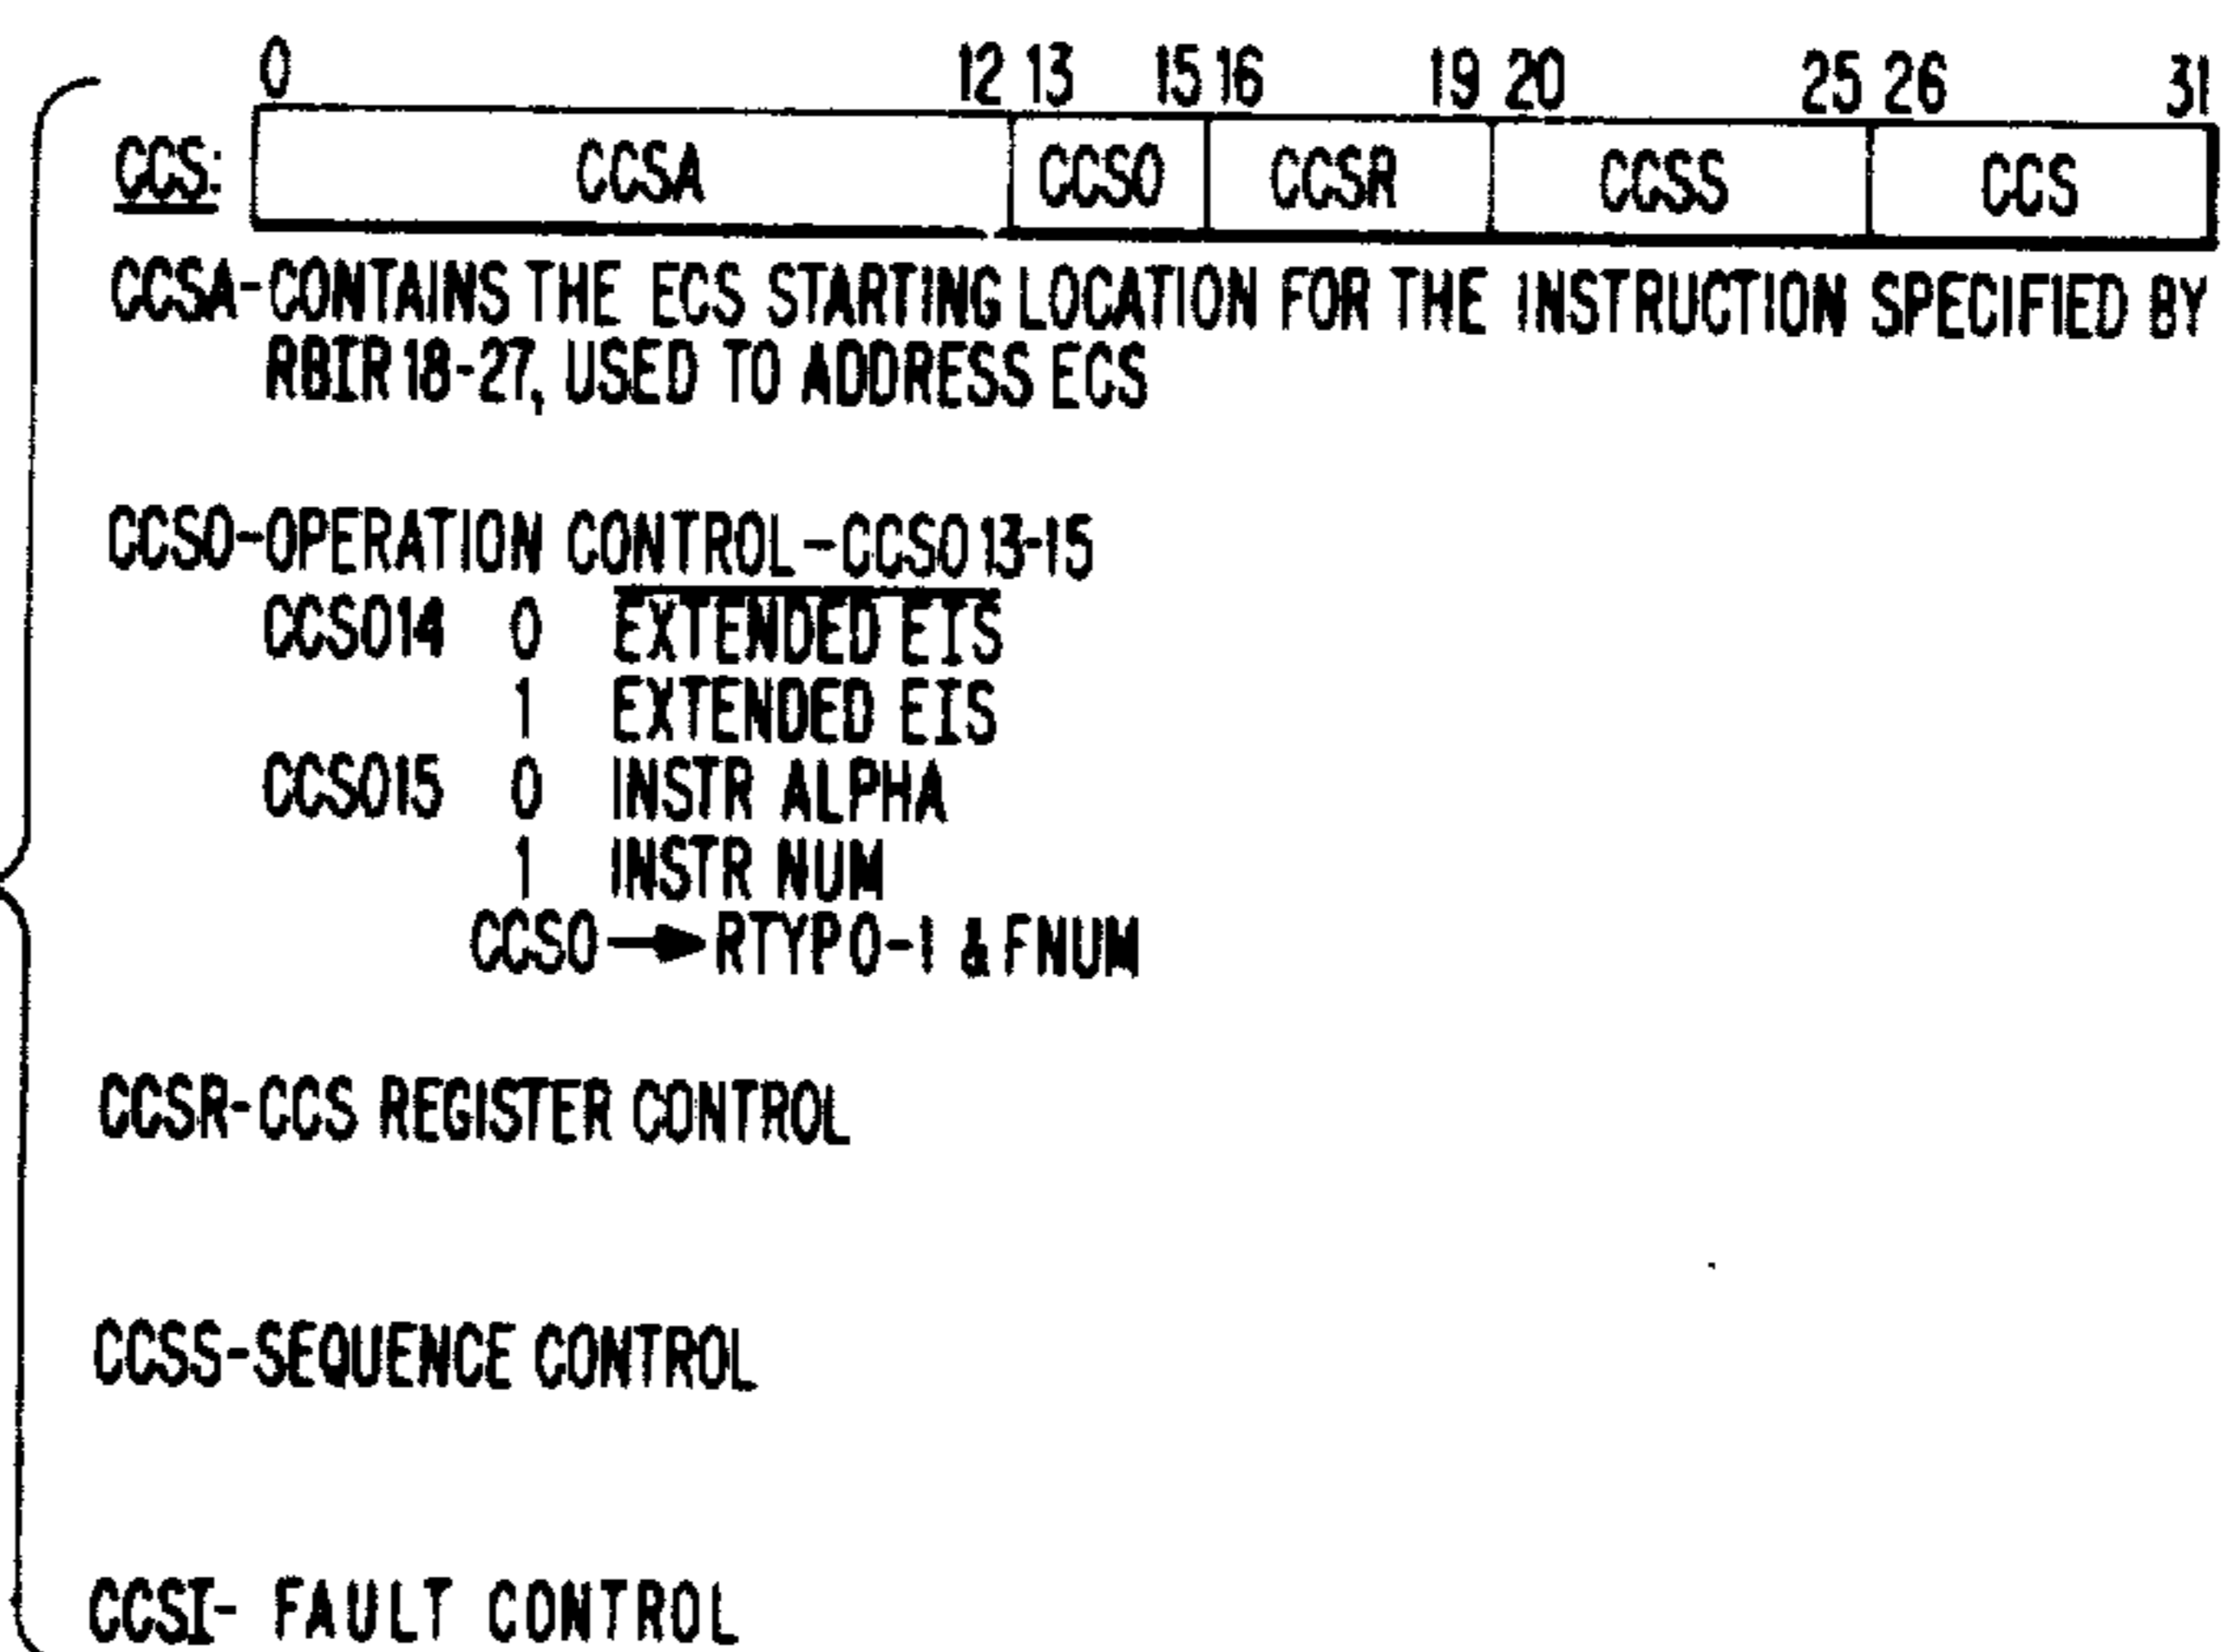 0 12 13 15 16 19 20 25 26 31
CCS: CCSA CCSO CCSR CCSS CCS
CCSA-CONTAINS THE ECS STARTING LOCATION FOR THE INSTRUCTION SPECIFIED BY
RBIR 18-27, USED TO ADDRESS ECS
CCSO-OPERATION CONTROL-CCSO 13-15
CCSO14 0 EXTENDED EIS
1 EXTENDED EIS
CCSO15 0 INSTR ALPHA
1 INSTR NUM
CCSO→RTYP 0-1 & FNUM
CCSR-CCS REGISTER CONTROL
CCSS-SEQUENCE CONTROL
CCSI- FAULT CONTROL